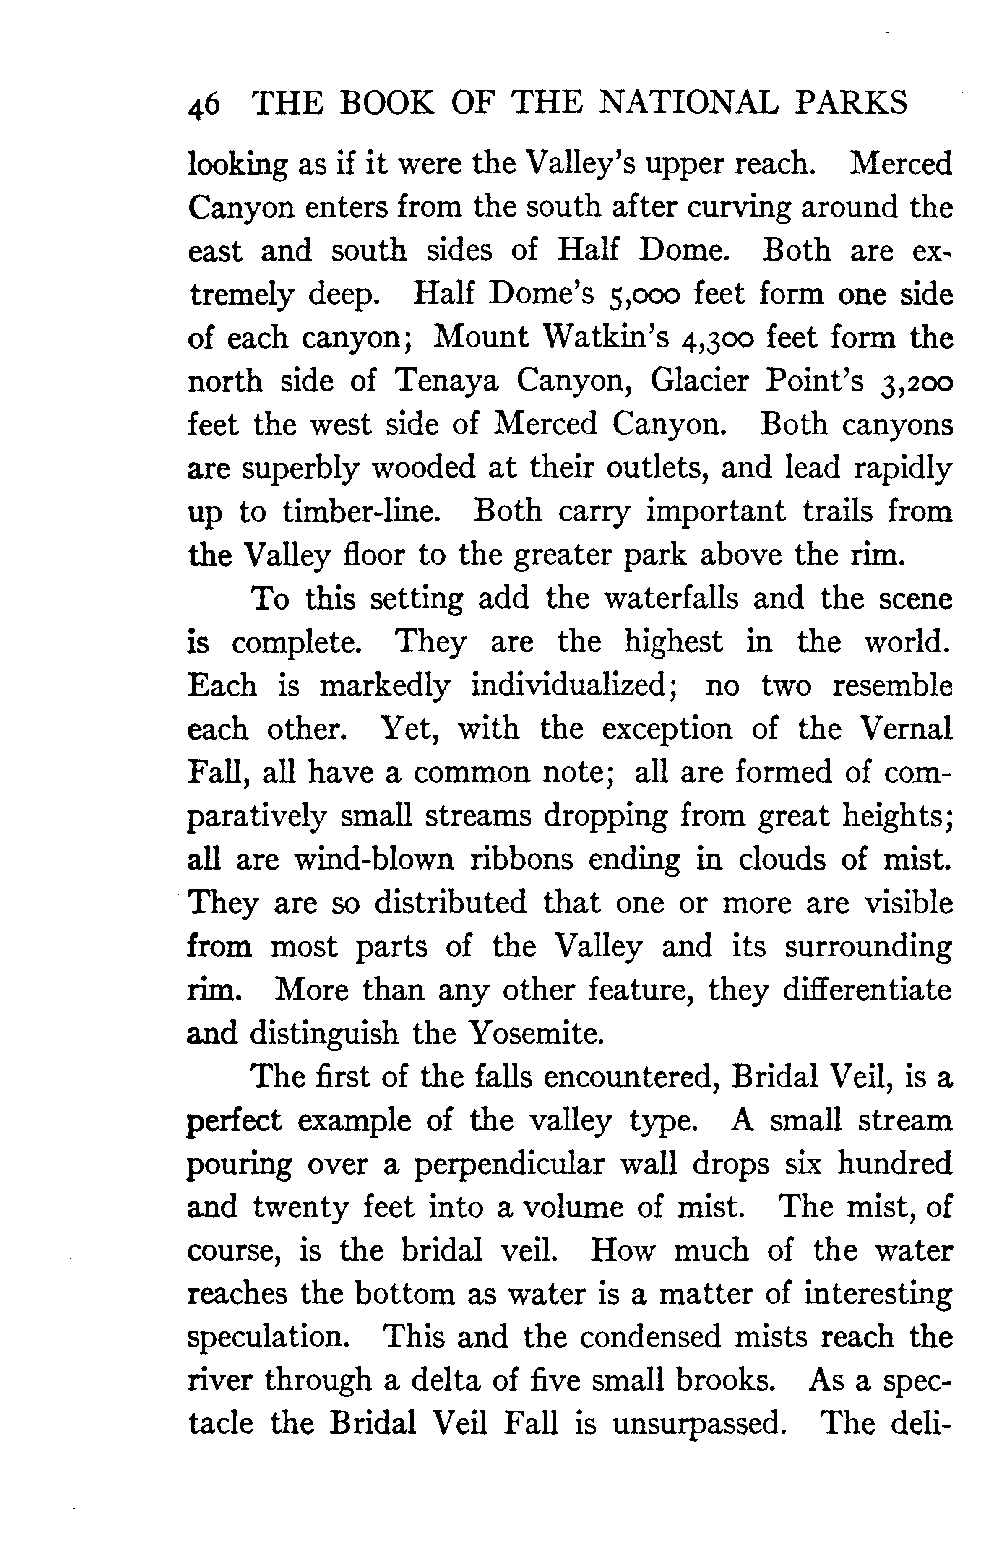 46 THE BOOK OF THE NATIONAL PARKS
looking as if it were the Valley's upper reach. Merced
Canyon enters from the south after curving around the
east and south sides of Half Dome. Both are ex-
tremely deep. Half Dome's 5,000 feet form one side
of each canyon; Mount Watkin's 4,300 feet form the
north side of Tenaya Canyon, Glacier Point's 3,200
feet the west side of Merced Canyon. Both canyons
are superbly wooded at their outlets, and lead rapidly
up to timber-line. Both carry important trails from
the Valley floor to the greater park above the rim.
To this setting add the waterfalls and the scene
is complete. They are the highest in the world.
Each is markedly individualized; no two resemble
each other. Yet, with the exception of the Vernal
Fall, all have a common note; all are formed of com-
paratively small streams dropping from great heights;
all are wind-blown ribbons ending in clouds of mist.
They are so distributed that one or more are visible
from most parts of the Valley and its surrounding
rim. More than any other feature, they differentiate
and distinguish the Yosemite.
The first of the falls encountered, Bridal Veil, is a
perfect example of the valley type. A small stream
pouring over a perpendicular wall drops six hundred
and twenty feet into a volume of mist. The mist, of
course, is the bridal veil. How much of the water
reaches the bottom as water is a matter of interesting
speculation. This and the condensed mists reach the
river through a delta of five small brooks. As a spec-
tacle the Bridal Veil Fall is unsurpassed. The deli-